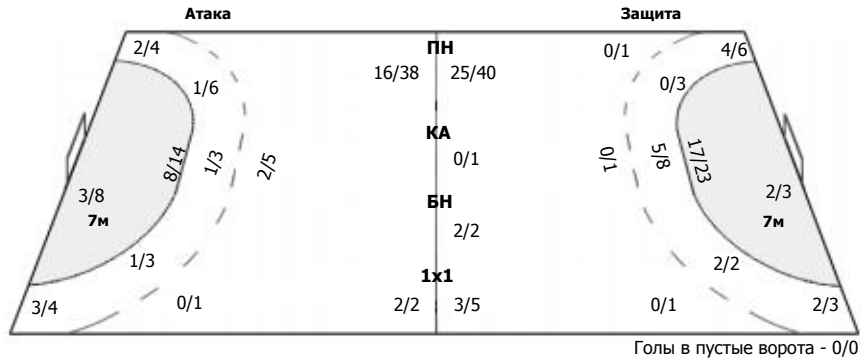 Атака Защита
2/4 ПН 0/1 4/6
1/6 16/38 25/40 0/3
8/14 1/3 2/5 КА 0/1 0/1 5/8 17/23
3/8 7м БН 2/2 2/3 7м
1/3 1х1 2/2
3/4 0/1 2/2 3/5 0/1 2/3
Голы в пустые ворота - 0/0